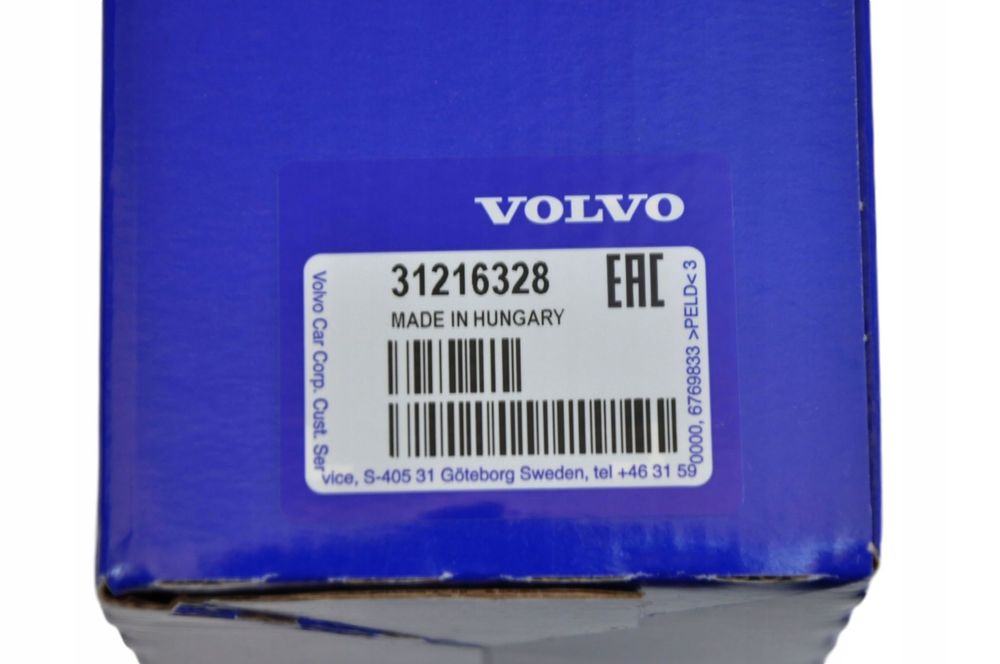 VOLVO
31216328
EAC
MADE IN HUNGARY
Volvo Car Corp. Cust. Service, S-405 31 Göteborg Sweden, tel +46 31 590000, 6769833 >PELD< 3